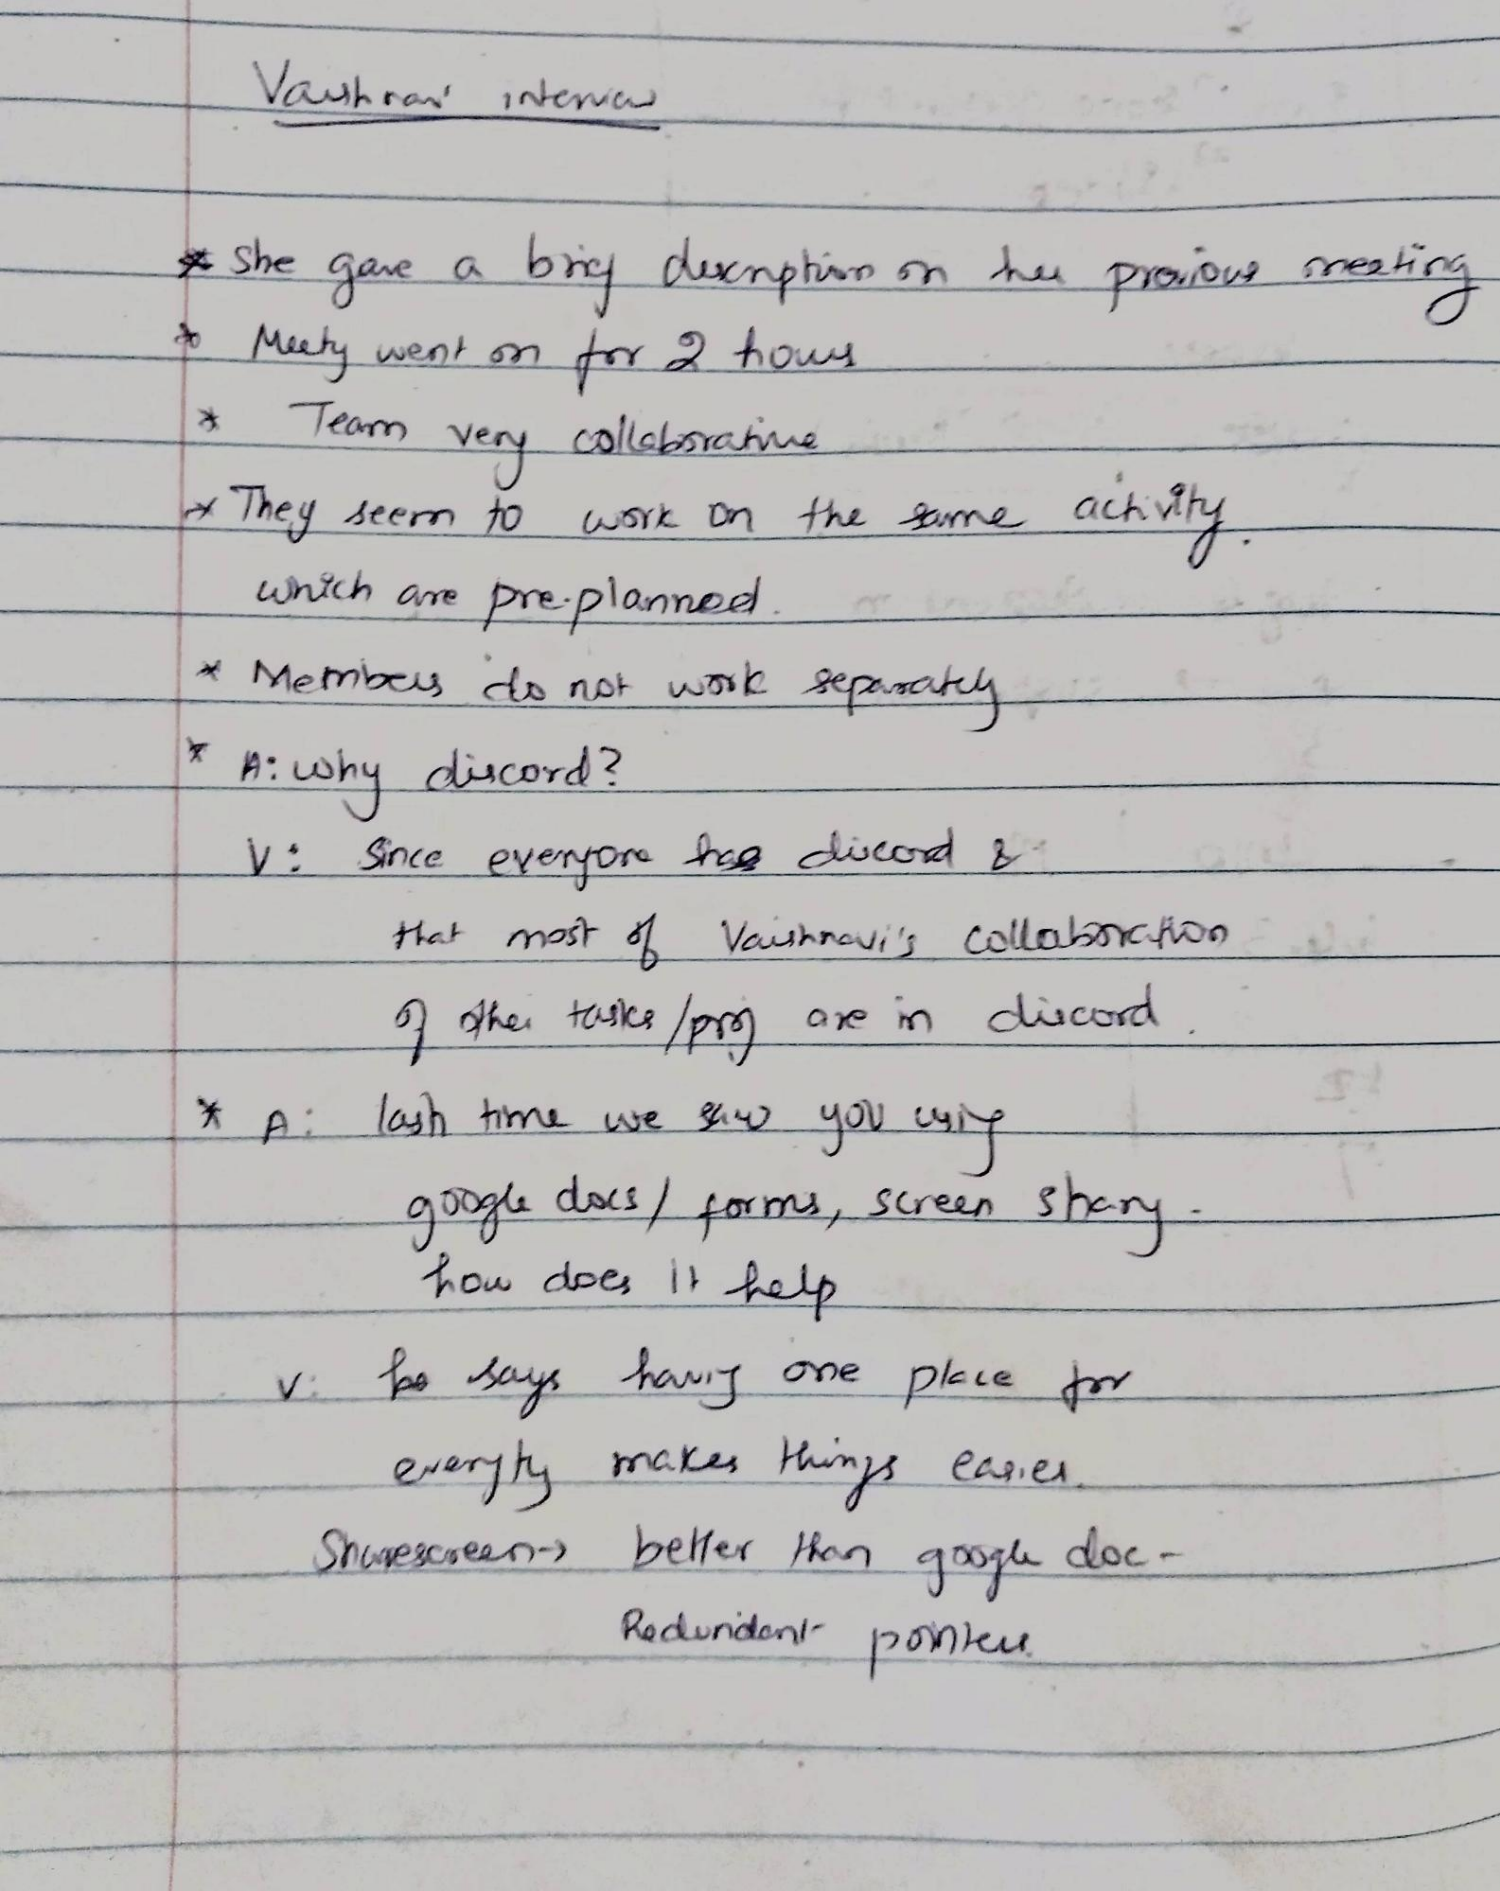 Vaishnavi interview
* She gave a brief description on her previous meeting
* Meeting went on for 2 hours
* Team very collaborative
* They seem to work on the same activity.
which are pre-planned.
* Members do not work separately
* A: why discord?
V: Since everyone has discord &
that most of Vaishnavi's collaboration
of other tasks/proj are in discord.
* A: last time we saw you using
google docs/ forms, screen sharing.
how does it help
V: says having one place for
everything makes things easier.
Sharescreen → better than google doc -
Redundant pointers.